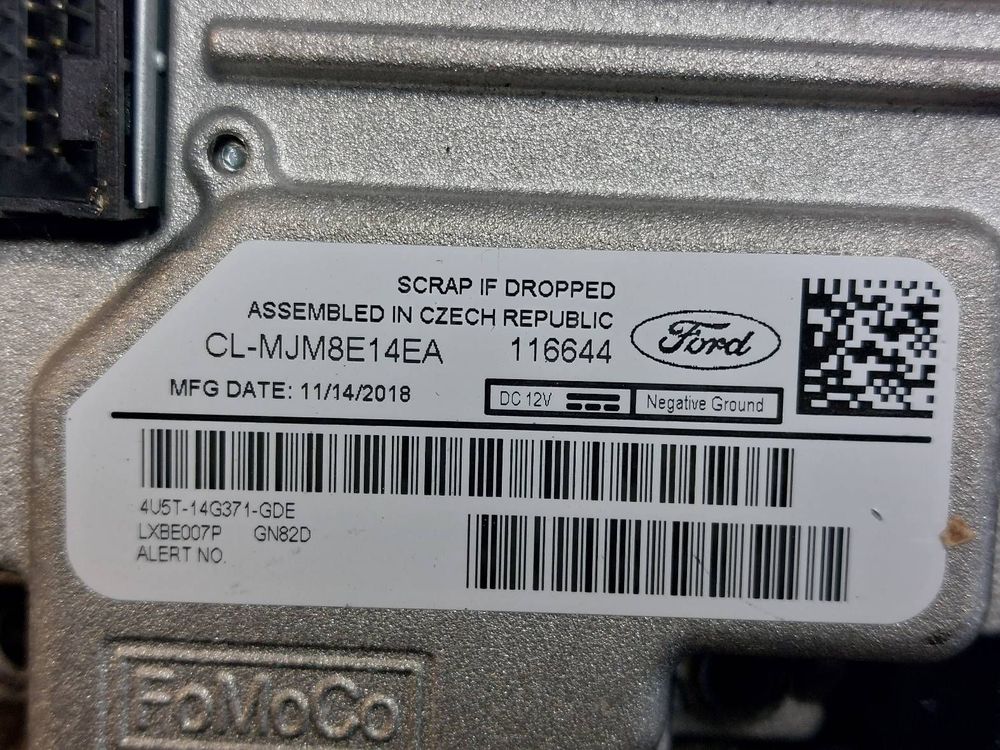 SCRAP IF DROPPED
ASSEMBLED IN CZECH REPUBLIC
CL-MJM8E14EA 116644
Ford
MFG DATE: 11/14/2018
DC 12V
Negative Ground
4U5T-14G371-GDE
LXBE007P GN82D
ALERT NO.
FoMoCo